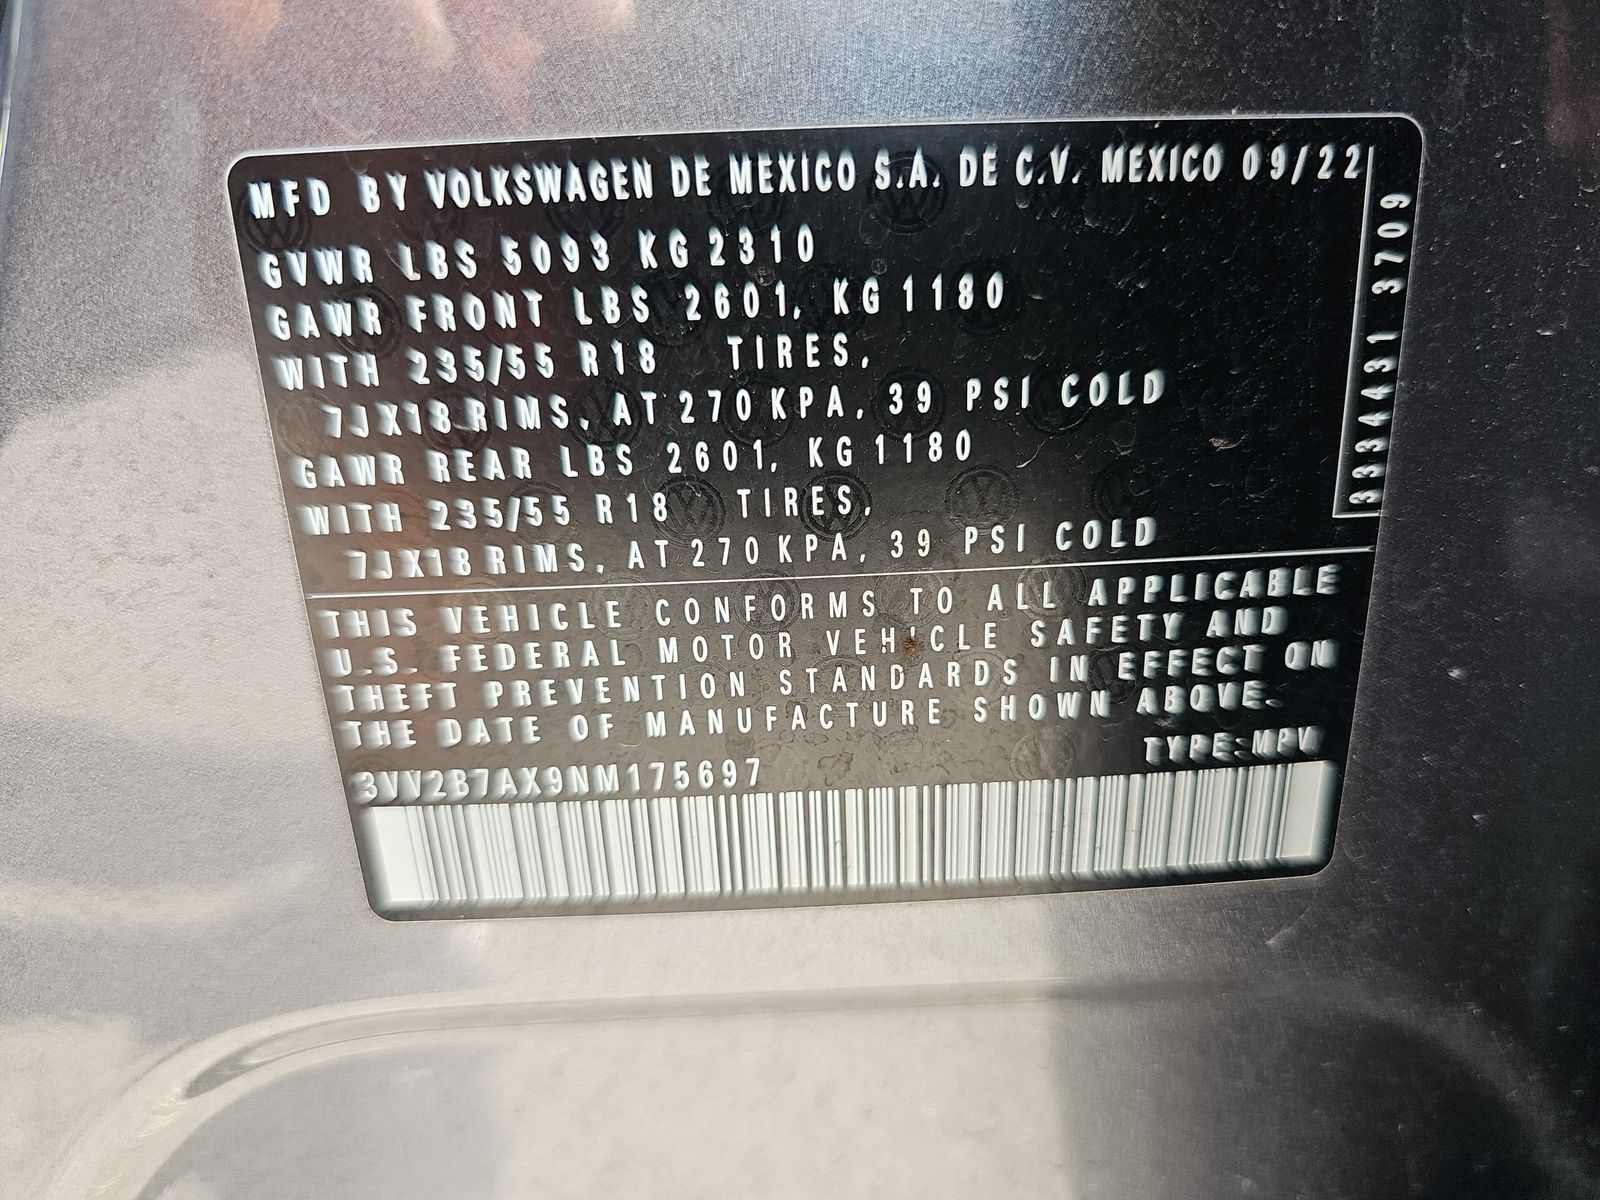 MFD BY VOLKSWAGEN DE MEXICO S.A. DE C.V. MEXICO 09/22
GVWR LBS 5093 KG 2310
GAWR FRONT LBS 2601, KG 1180
WITH 235/55 R18 TIRES,
7JX18 RIMS, AT 270 KPA, 39 PSI COLD
GAWR REAR LBS 2601, KG 1180
WITH 235/55 R18 TIRES,
7JX18 RIMS, AT 270 KPA, 39 PSI COLD
3334431 3709
THIS VEHICLE CONFORMS TO ALL APPLICABLE
U.S. FEDERAL MOTOR VEHICLE SAFETY AND
THEFT PREVENTION STANDARDS IN EFFECT ON
THE DATE OF MANUFACTURE SHOWN ABOVE.
TYPE: MPV
3VV2B7AX9NM175697